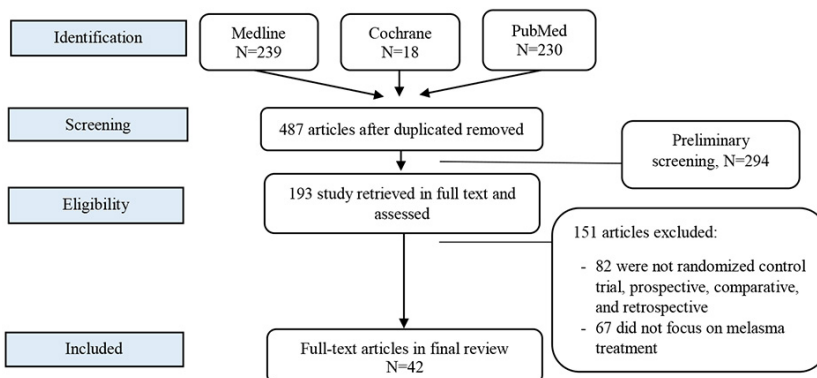 Identification
Medline
N=239
Cochrane
N=18
PubMed
N=230
Screening
487 articles after duplicated removed
Preliminary
screening, N=294
Eligibility
193 study retrieved in full text and
assessed
151 articles excluded:
- 82 were not randomized control
trial, prospective, comparative,
and retrospective
- 67 did not focus on melasma
treatment
Included
Full-text articles in final review
N=42